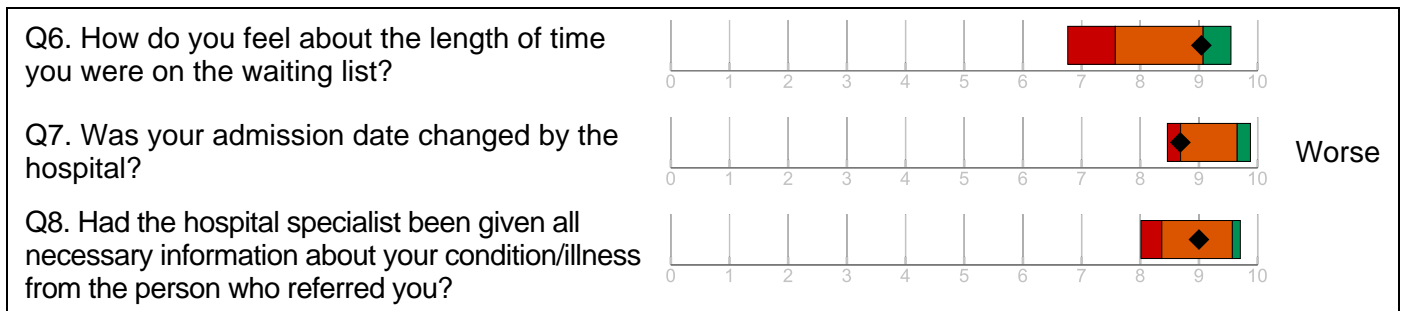 Q6. How do you feel about the length of time
you were on the waiting list?
0 1 2 3 4 5 6 7 8 9 10
Q7. Was your admission date changed by the
hospital?
Worse
0 1 2 3 4 5 6 7 8 9 10
Q8. Had the hospital specialist been given all
necessary information about your condition/illness
from the person who referred you?
0 1 2 3 4 5 6 7 8 9 10